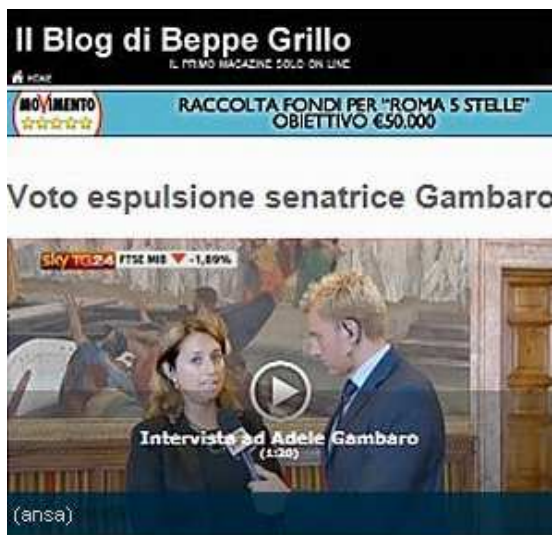 Il Blog di Beppe Grillo
IL PRIMO MAGAZINE SOLO ON LINE
HOME
MOVIMENTO
RACCOLTA FONDI PER "ROMA 5 STELLE"
OBIETTIVO €50.000
Voto espulsione senatrice Gambaro
sky TG24 FTSE MIB -1,89%
Intervista ad Adele Gambaro
(1:20)
(ansa)